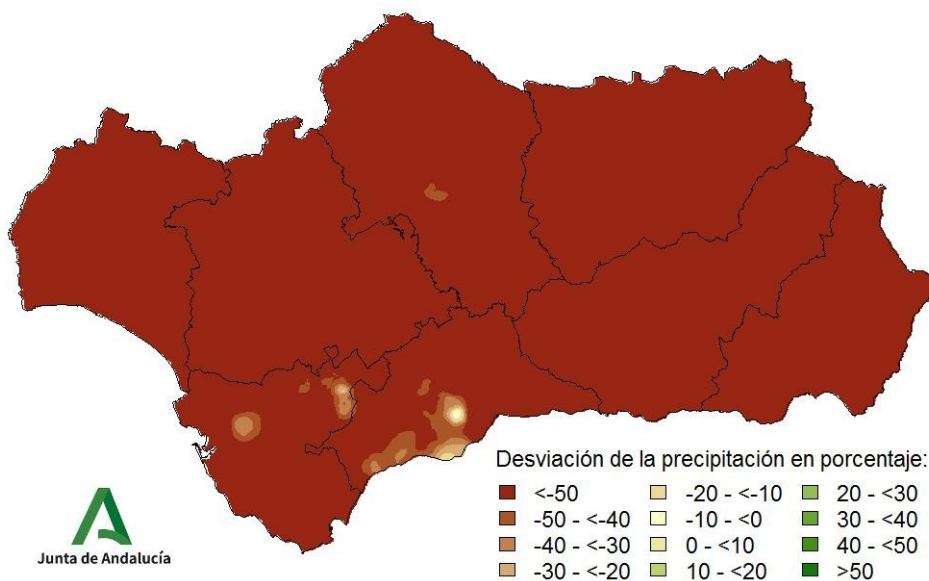 Desviación de la precipitación en porcentaje:
<-50
-50 - <-40
-40 - <-30
-30 - <-20
-20 - <-10
-10 - <0
0 - <10
10 - <20
20 - <30
30 - <40
40 - <50
>50
Junta de Andalucía